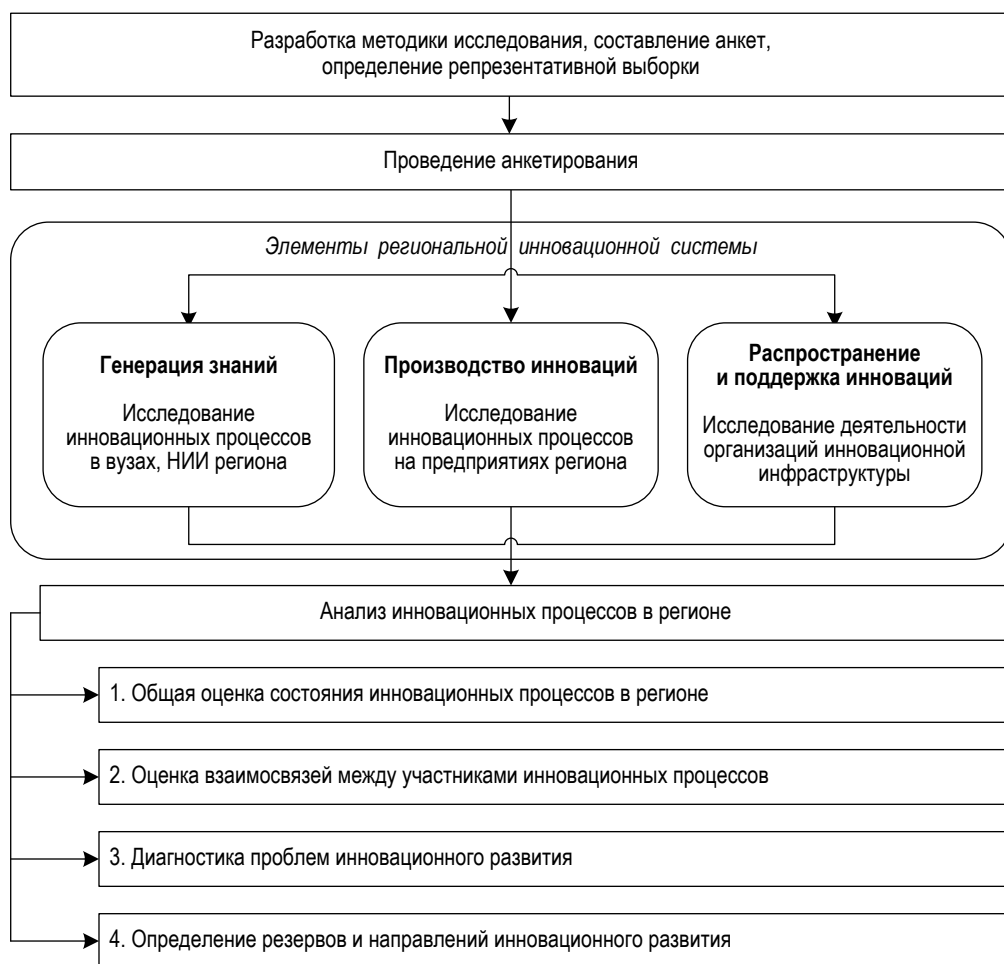 Разработка методики исследования, составление анкет,
определение репрезентативной выборки
Проведение анкетирования
Элементы региональной инновационной системы
Генерация знаний
Исследование
инновационных процессов
в вузах, НИИ региона
Производство инноваций
Исследование
инновационных процессов
на предприятиях региона
Распространение
и поддержка инноваций
Исследование деятельности
организаций инновационной
инфраструктуры
Анализ инновационных процессов в регионе
1. Общая оценка состояния инновационных процессов в регионе
2. Оценка взаимосвязей между участниками инновационных процессов
3. Диагностика проблем инновационного развития
4. Определение резервов и направлений инновационного развития